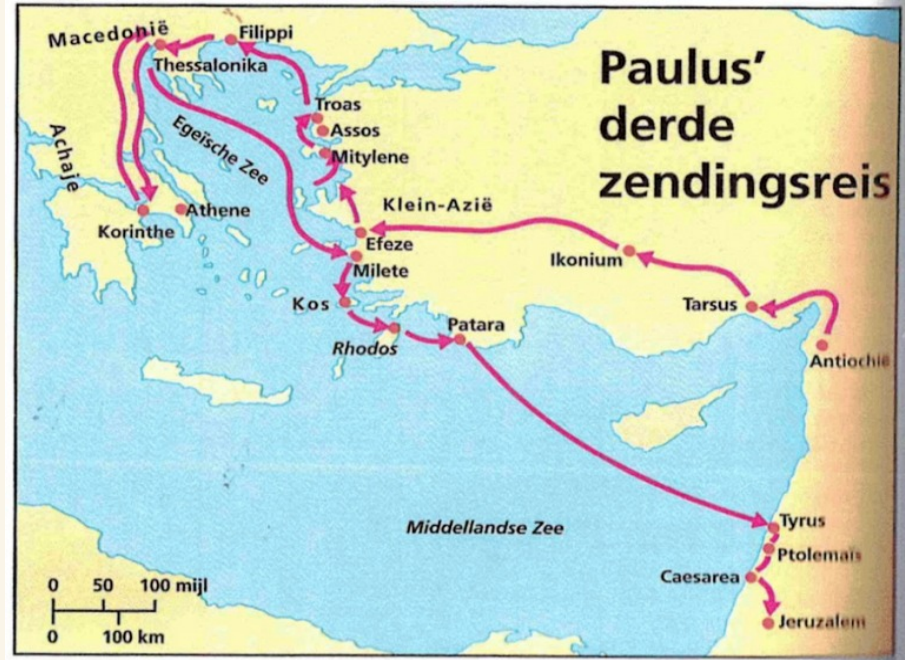 Macedonië
Filippi
Thessalonika
Paulus'
derde
zendingsreis
Troas
Assos
Egeïsche Zee
Mitylene
Achaje
Klein-Azië
Athene
Korinthe
Efeze
Ikonium
Milete
Kos
Tarsus
Patara
Rhodos
Antiochië
Middellandse Zee
Tyrus
Ptolemaïs
Caesarea
0 50 100 mijl
Jeruzalem
0 100 km